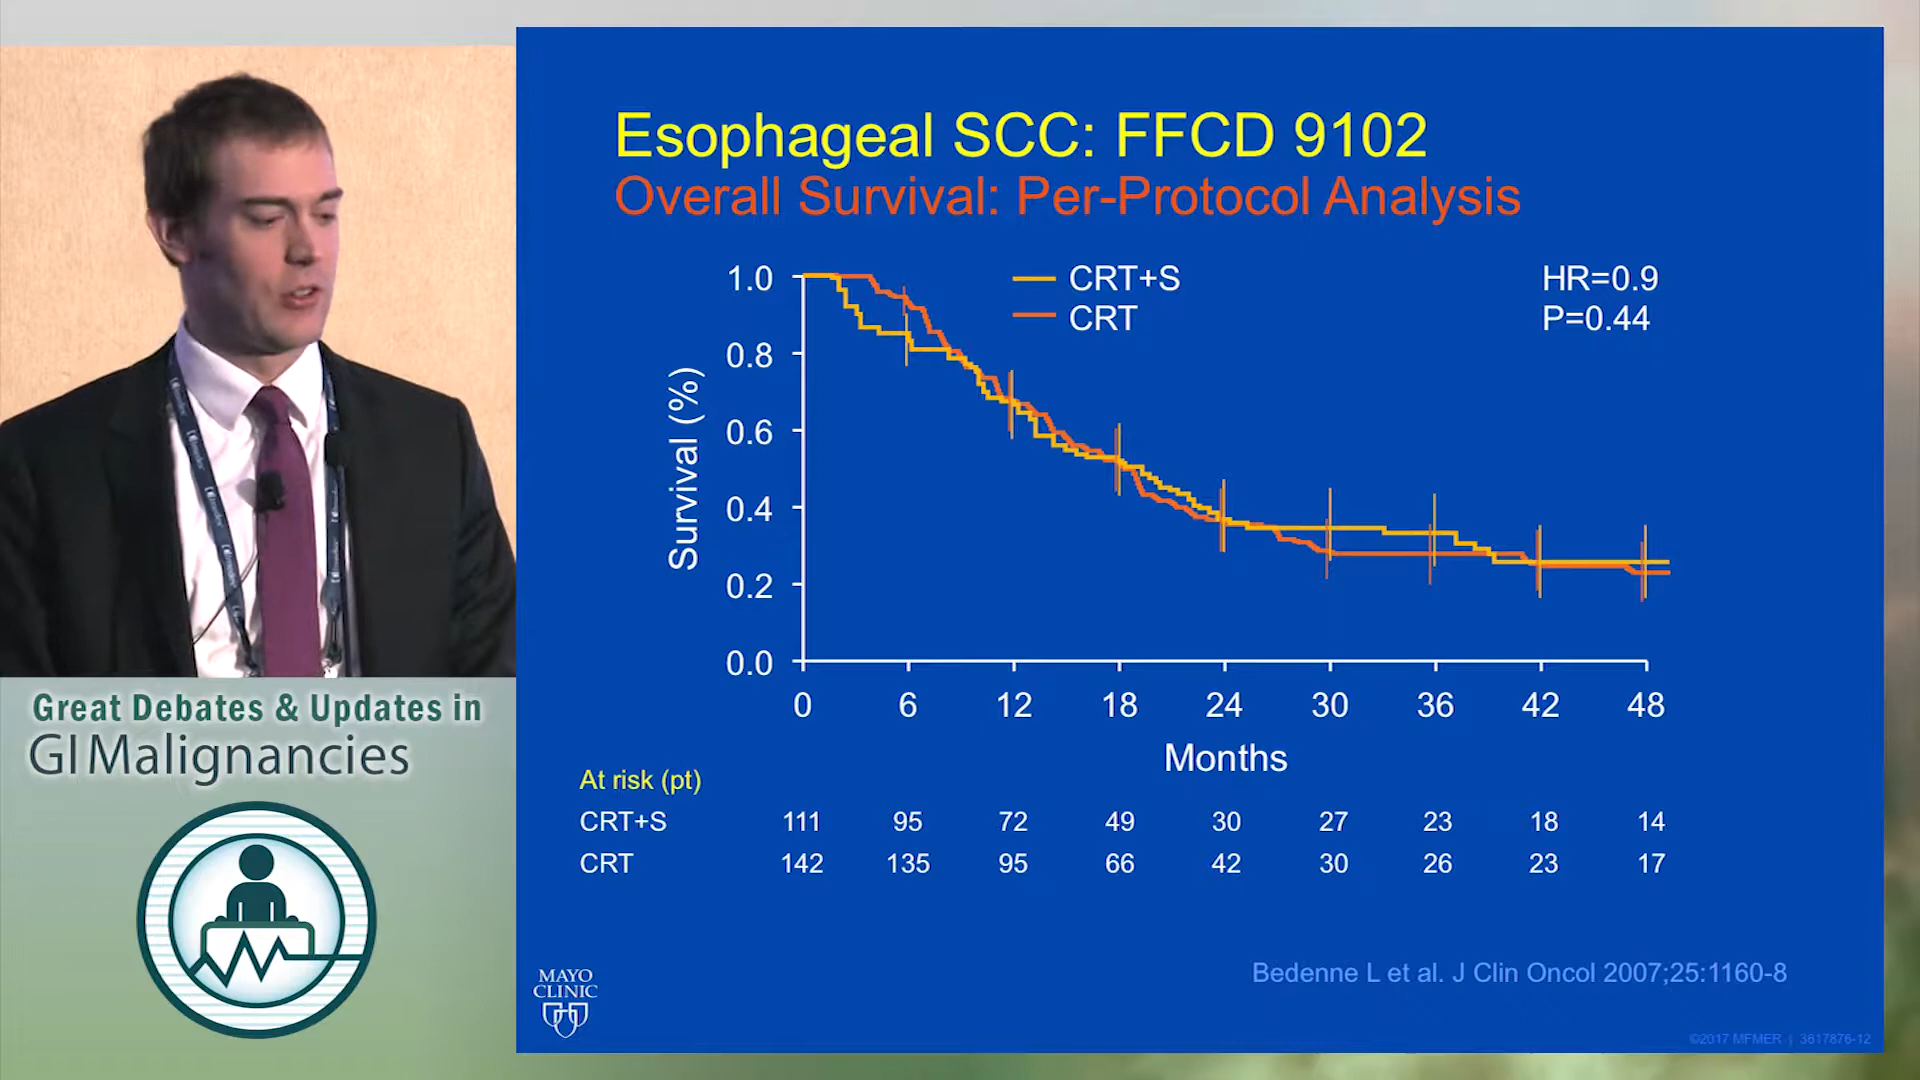 Esophageal SCC: FFCD 9102
Overall Survival: Per-Protocol Analysis
CRT+S
CRT
HR=0.9
P=0.44
Survival (%)
1.0
0.8
0.6
0.4
0.2
0.0
0 6 12 18 24 30 36 42 48
Months
At risk (pt)
CRT+S 111 95 72 49 30 27 23 18 14
CRT 142 135 95 66 42 30 26 23 17
Bedenne L et al. J Clin Oncol 2007;25:1160-8
MAYO
CLINIC
©2017 MFMER | 3617876-12
Great Debates & Updates in
GI Malignancies